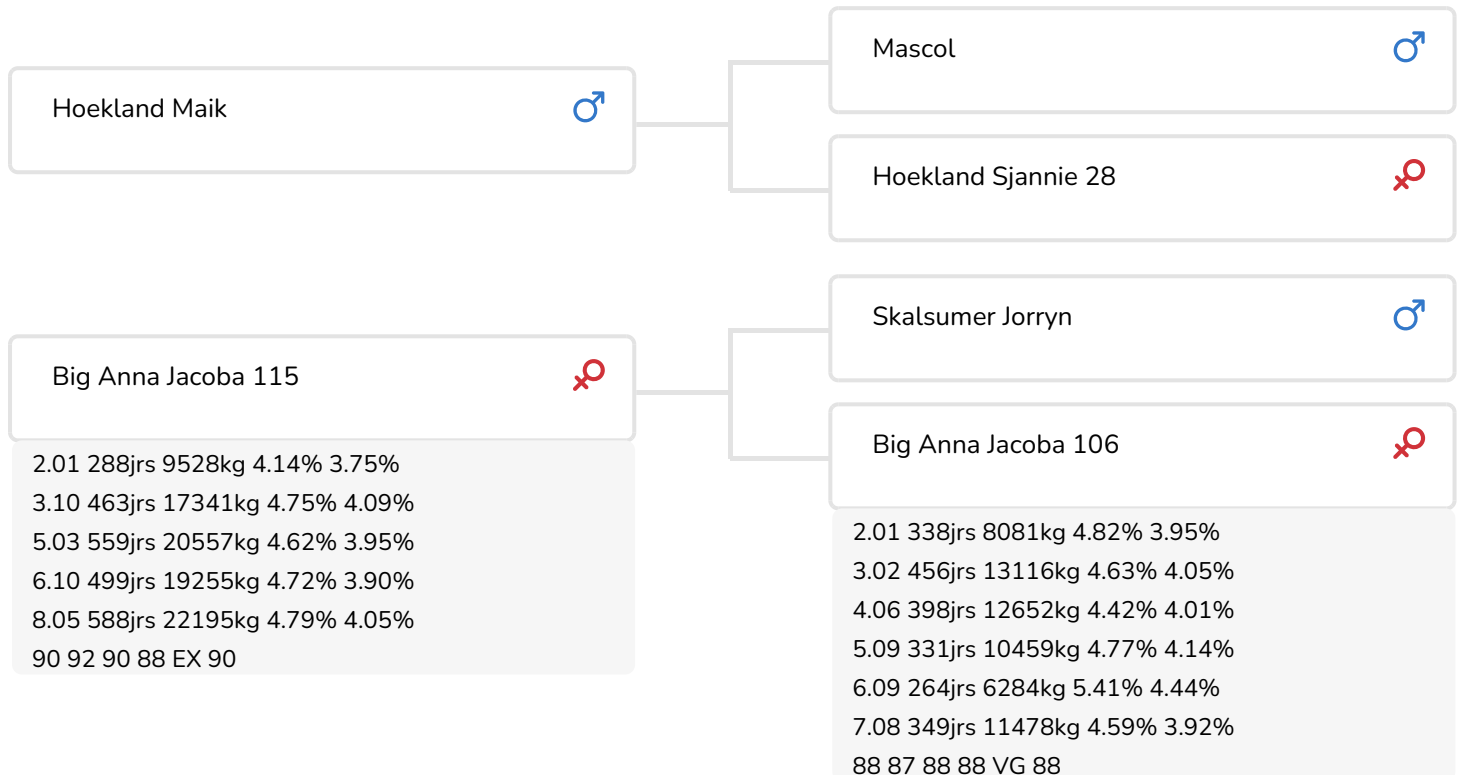 Hoekland Maik
Mascol
Hoekland Sjannie 28
Big Anna Jacoba 115
2.01 288jrs 9528kg 4.14% 3.75%
3.10 463jrs 17341kg 4.75% 4.09%
5.03 559jrs 20557kg 4.62% 3.95%
6.10 499jrs 19255kg 4.72% 3.90%
8.05 588jrs 22195kg 4.79% 4.05%
90 92 90 88 EX 90
Skalsumer Jorryn
Big Anna Jacoba 106
2.01 338jrs 8081kg 4.82% 3.95%
3.02 456jrs 13116kg 4.63% 4.05%
4.06 398jrs 12652kg 4.42% 4.01%
5.09 331jrs 10459kg 4.77% 4.14%
6.09 264jrs 6284kg 5.41% 4.44%
7.08 349jrs 11478kg 4.59% 3.92%
88 87 88 88 VG 88